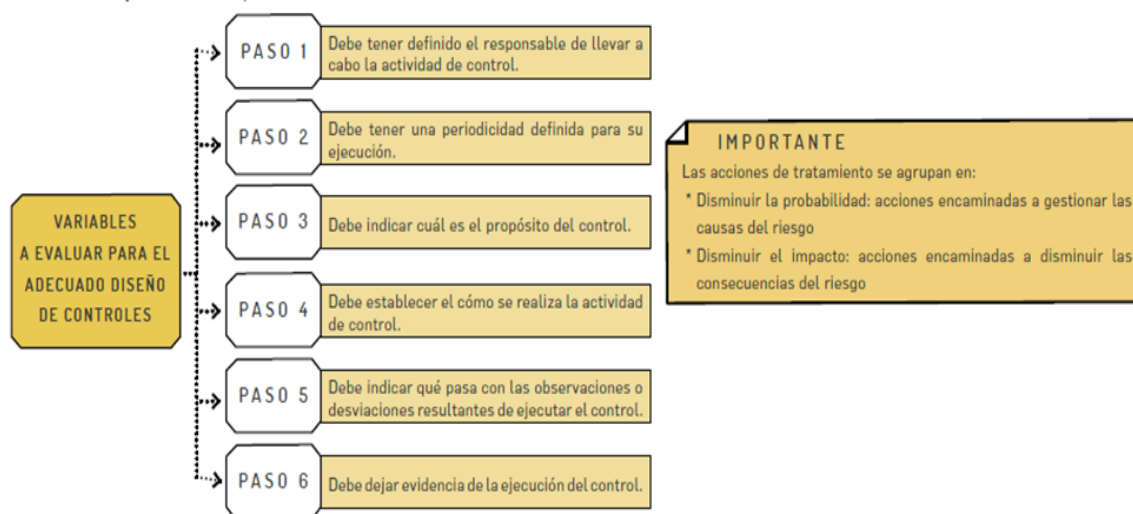 VARIABLES
A EVALUAR PARA EL
ADECUADO DISEÑO
DE CONTROLES
PASO 1
Debe tener definido el responsable de llevar a
cabo la actividad de control.
PASO 2
Debe tener una periodicidad definida para su
ejecución.
PASO 3
Debe indicar cuál es el propósito del control.
PASO 4
Debe establecer el cómo se realiza la actividad
de control.
PASO 5
Debe indicar qué pasa con las observaciones o
desviaciones resultantes de ejecutar el control.
PASO 6
Debe dejar evidencia de la ejecución del control.
IMPORTANTE
Las acciones de tratamiento se agrupan en:
* Disminuir la probabilidad: acciones encaminadas a gestionar las
causas del riesgo
* Disminuir el impacto: acciones encaminadas a disminuir las
consecuencias del riesgo